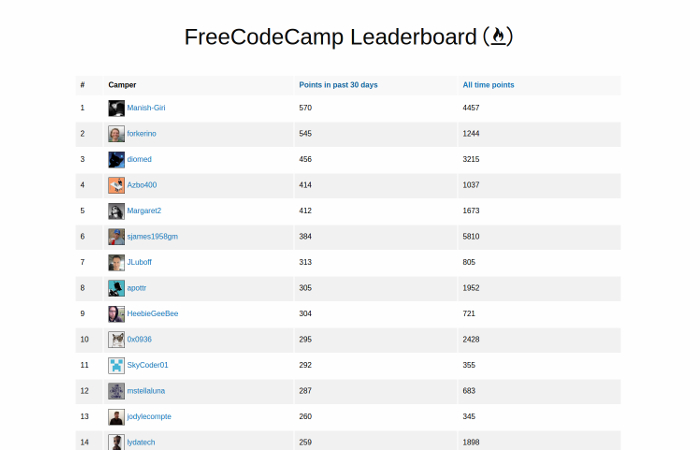 FreeCodeCamp Leaderboard
# Camper Points in past 30 days All time points
1 Manish-Giri 570 4457
2 forkerino 545 1244
3 diomed 456 3215
4 Azbo400 414 1037
5 Margaret2 412 1673
6 sjames1958gm 384 5810
7 JLuboff 313 805
8 apottr 305 1952
9 HeebieGeeBee 304 721
10 0x0936 295 2428
11 SkyCoder01 292 355
12 mstellaluna 287 683
13 jodylecompte 260 345
14 lydatech 259 1898